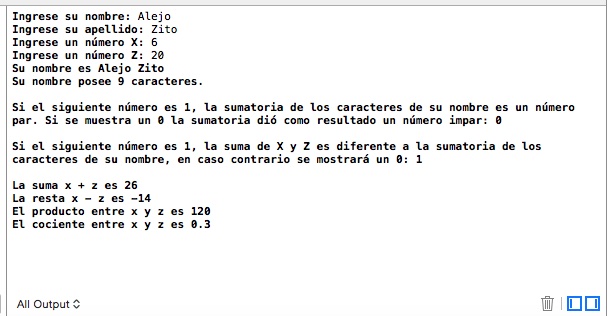 Ingrese su nombre: Alejo
Ingrese su apellido: Zito
Ingrese un número X: 6
Ingrese un número Z: 20
Su nombre es Alejo Zito
Su nombre posee 9 caracteres.
Si el siguiente número es 1, la sumatoria de los caracteres de su nombre es un número
par. Si se muestra un 0 la sumatoria dió como resultado un número impar: 0
Si el siguiente número es 1, la suma de X y Z es diferente a la sumatoria de los
caracteres de su nombre, en caso contrario se mostrará un 0: 1
La suma x + z es 26
La resta x - z es -14
El producto entre x y z es 120
El cociente entre x y z es 0.3
All Output